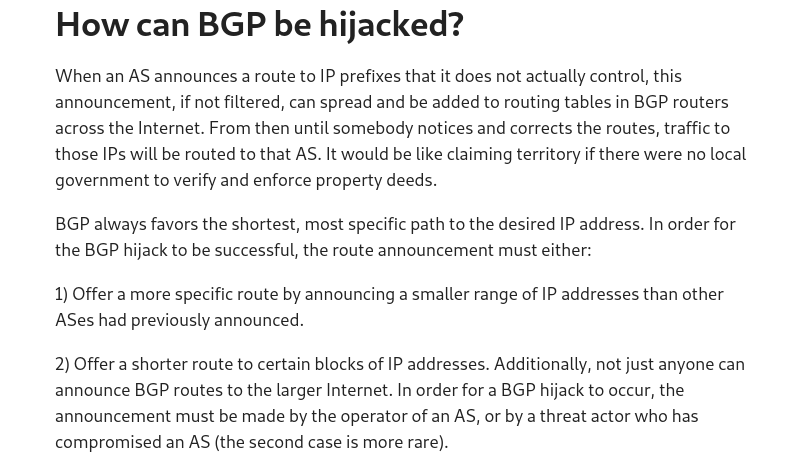 How can BGP be hijacked?
When an AS announces a route to IP prefixes that it does not actually control, this
announcement, if not filtered, can spread and be added to routing tables in BGP routers
across the Internet. From then until somebody notices and corrects the routes, traffic to
those IPs will be routed to that AS. It would be like claiming territory if there were no local
government to verify and enforce property deeds.
BGP always favors the shortest, most specific path to the desired IP address. In order for
the BGP hijack to be successful, the route announcement must either:
1) Offer a more specific route by announcing a smaller range of IP addresses than other
ASes had previously announced.
2) Offer a shorter route to certain blocks of IP addresses. Additionally, not just anyone can
announce BGP routes to the larger Internet. In order for a BGP hijack to occur, the
announcement must be made by the operator of an AS, or by a threat actor who has
compromised an AS (the second case is more rare).